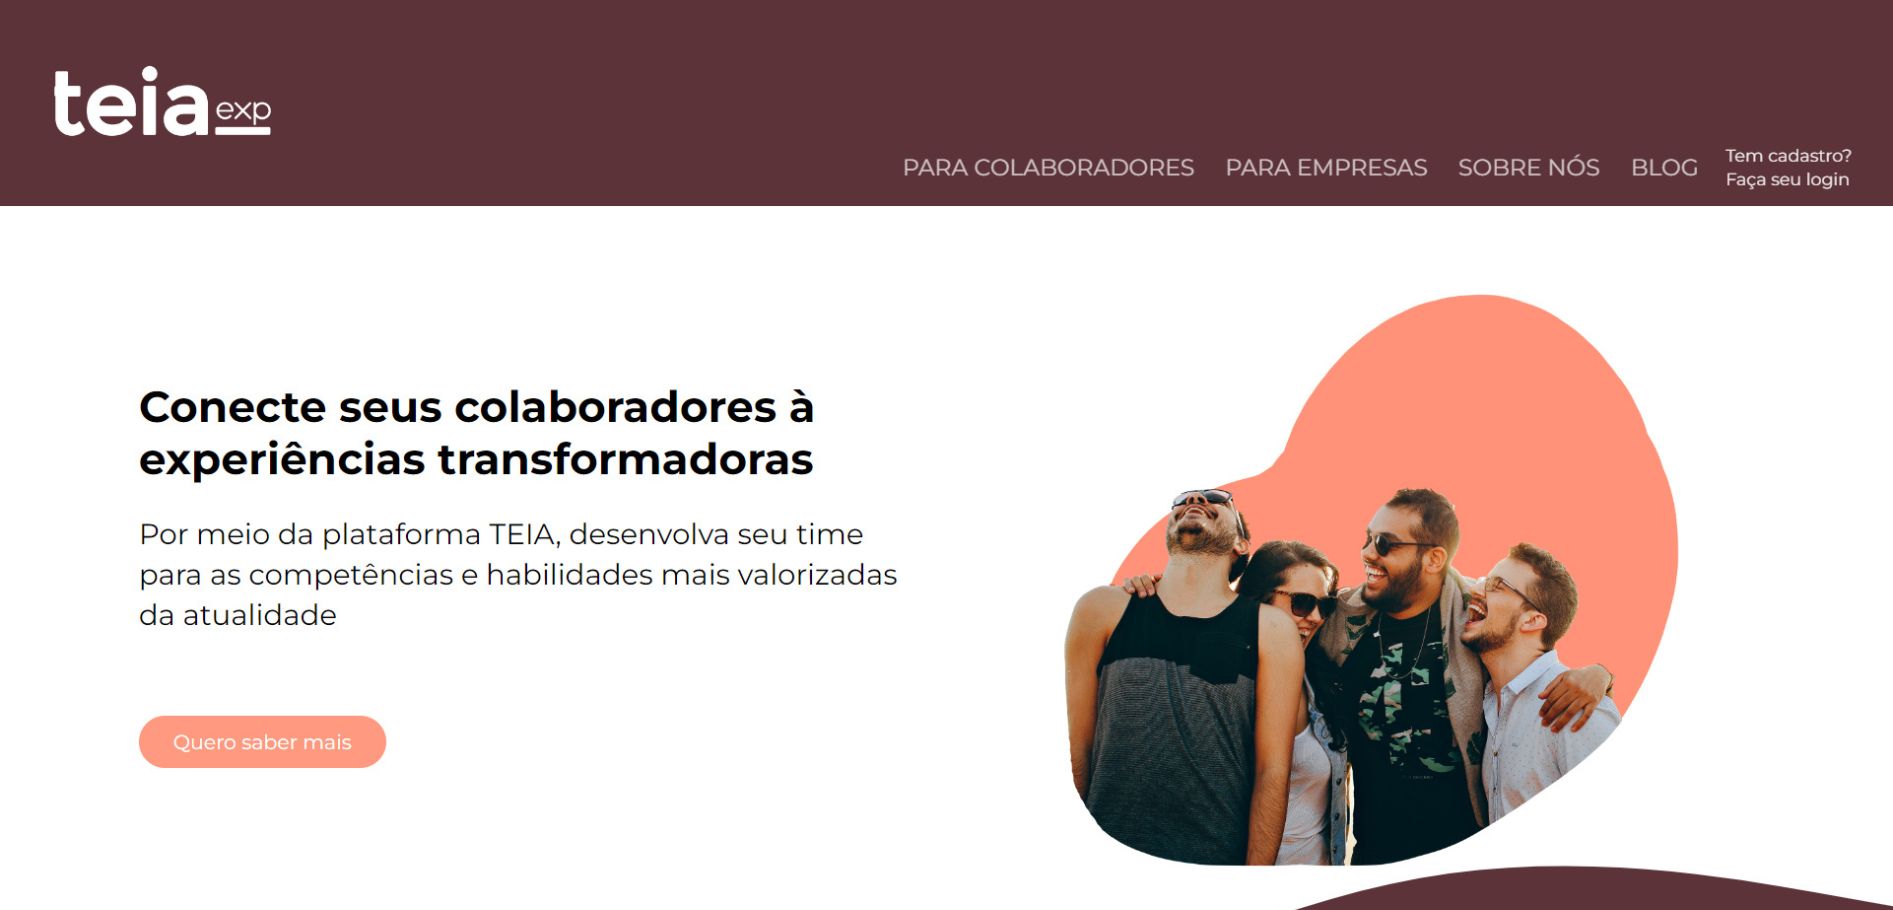 teia exp
PARA COLABORADORES PARA EMPRESAS SOBRE NÓS BLOG Tem cadastro?
Faça seu login
Conecte seus colaboradores à
experiências transformadoras
Por meio da plataforma TEIA, desenvolva seu time
para as competências e habilidades mais valorizadas
da atualidade
Quero saber mais